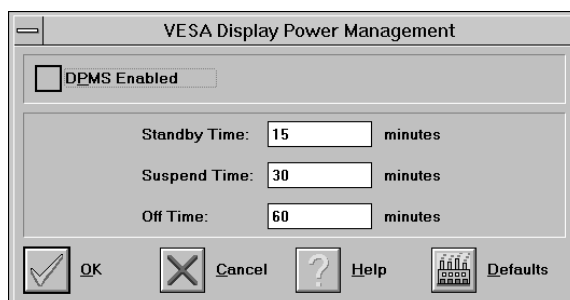 VESA Display Power Management
DPMS Enabled
Standby Time: 15 minutes
Suspend Time: 30 minutes
Off Time: 60 minutes
OK Cancel ? Help Defaults